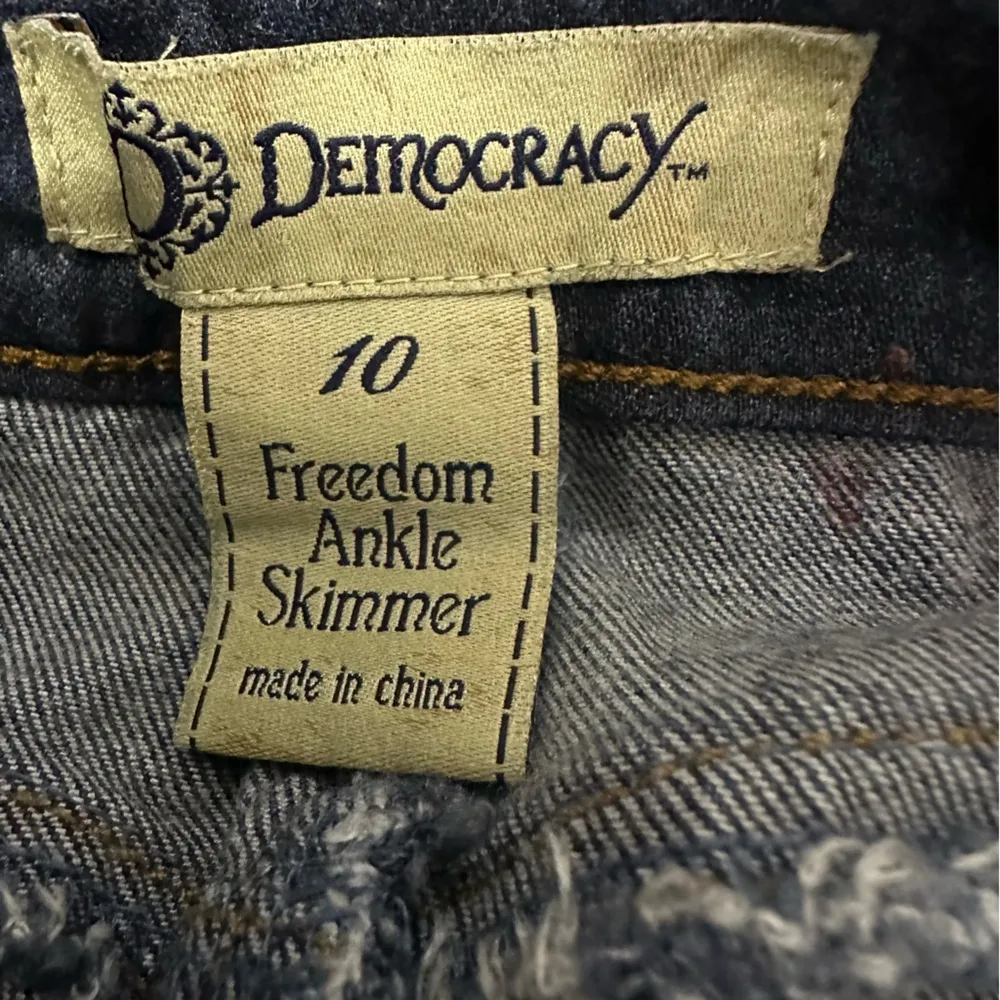 D DEMOCRACY™
10
Freedom
Ankle
Skimmer
made in china